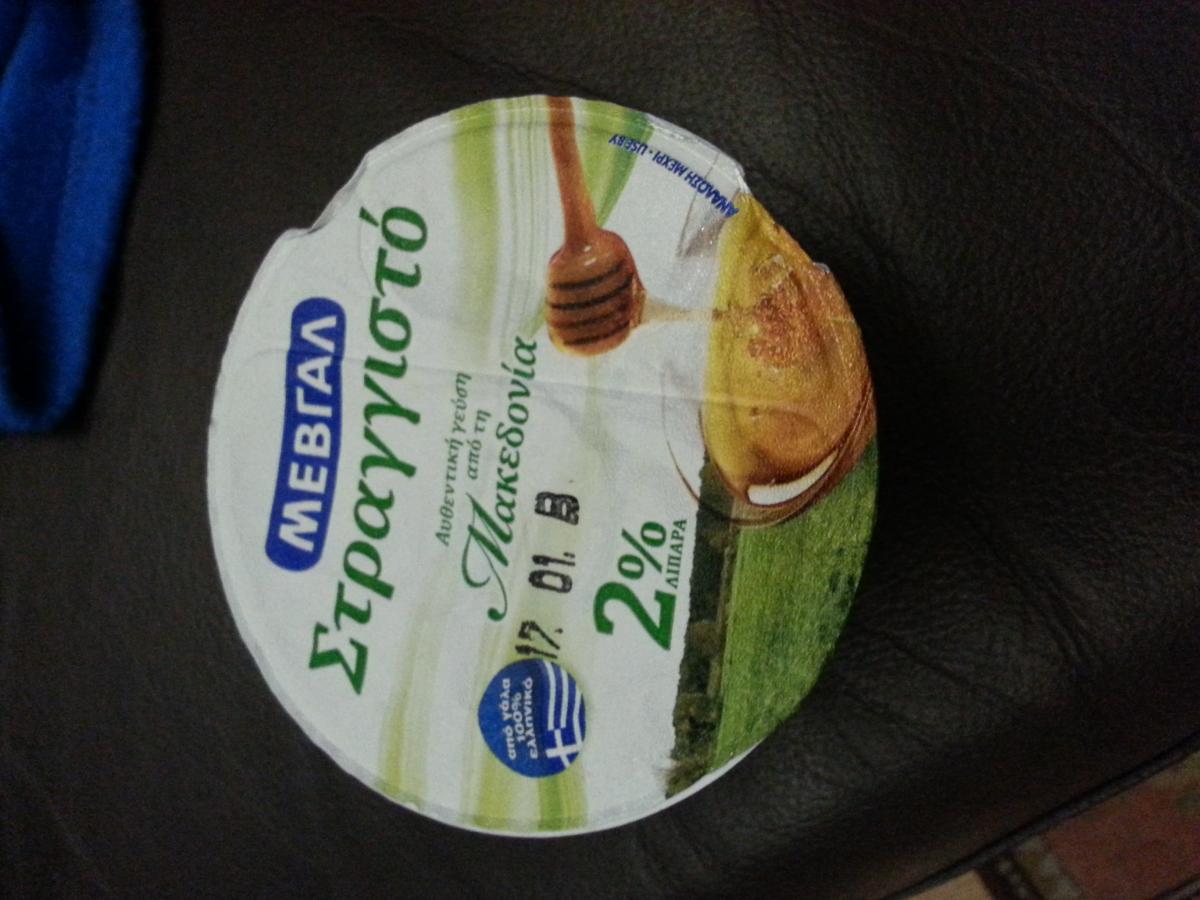 ΜΕΒΓΑΛ
Στραγγιστό
Αυθεντική γεύση
από τη
Μακεδονία
17. 01. B
2%
ΛΙΠΑΡΑ
από γάλα
100%
ελληνικό
ΑΝΑΛΩΣΗ ΜΕΧΡΙ - USE BY